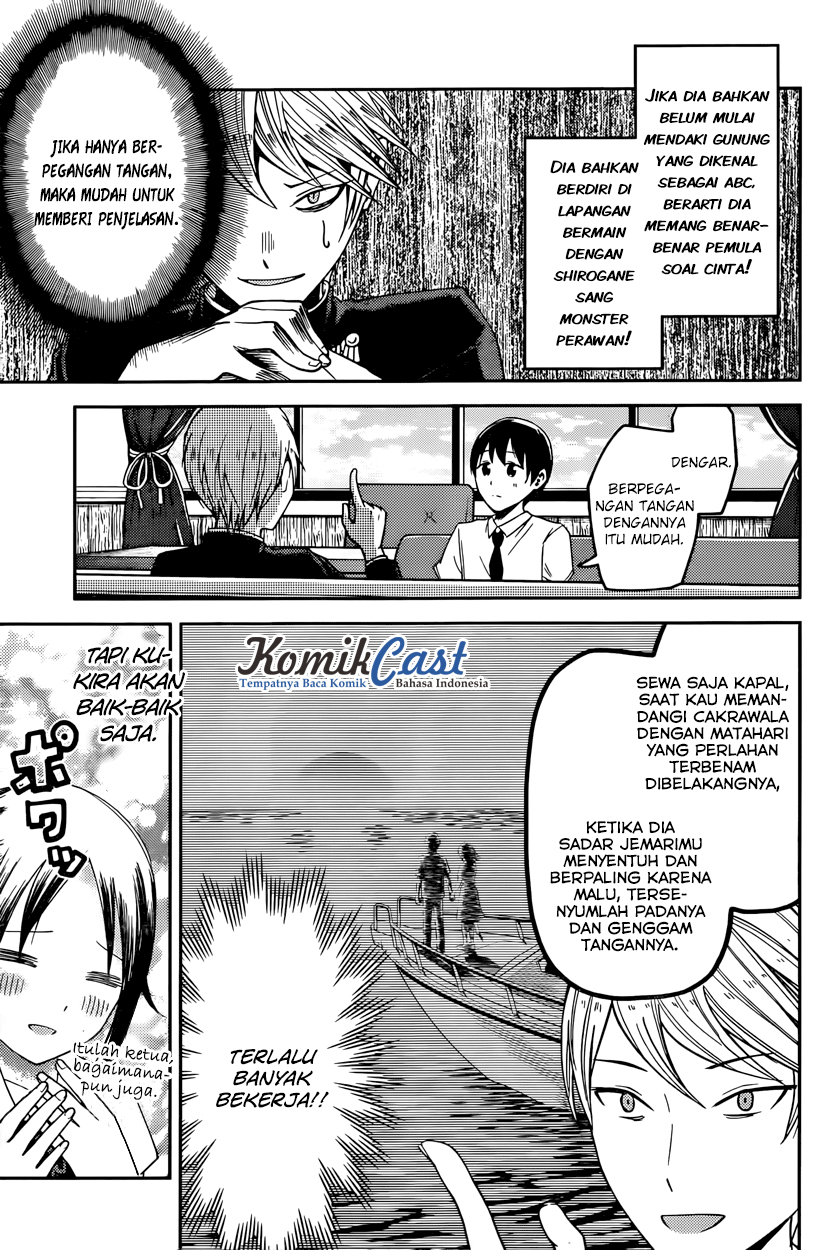 JIKA DIA BAHKAN
BELUM MULAI
MENDAKI GUNUNG
YANG DIKENAL
SEBAGAI ABC,
BERARTI DIA
MEMANG BENAR-
BENAR PEMULA
SOAL CINTA!
DIA BAHKAN
BERDIRI DI
LAPANGAN
BERMAIN
DENGAN
SHIROGANE
SANG
MONSTER
PERAWAN!
JIKA HANYA BER-
PEGANGAN TANGAN,
MAKA MUDAH UNTUK
MEMBERI PENJELASAN.
DENGAR.
BERPEGA-
NGAN TANGAN
DENGANNYA
ITU MUDAH.
SEWA SAJA KAPAL,
SAAT KAU MEMAN-
DANGI CAKRAWALA
DENGAN MATAHARI
YANG PERLAHAN
TERBENAM
DIBELAKANGNYA,
KETIKA DIA
SADAR JEMARIMU
MENYENTUH DAN
BERPALING KARENA
MALU, TERSE-
NYUMLAH PADANYA
DAN GENGGAM
TANGANNYA.
KomikCast
Tempatnya Baca Komik Bahasa Indonesia
TERLALU
BANYAK
BEKERJA!!
TAPI KU-
KIRA AKAN
BAIK-BAIK
SAJA.
ポワッ
Itulah ketua,
bagaimana-
pun juga.